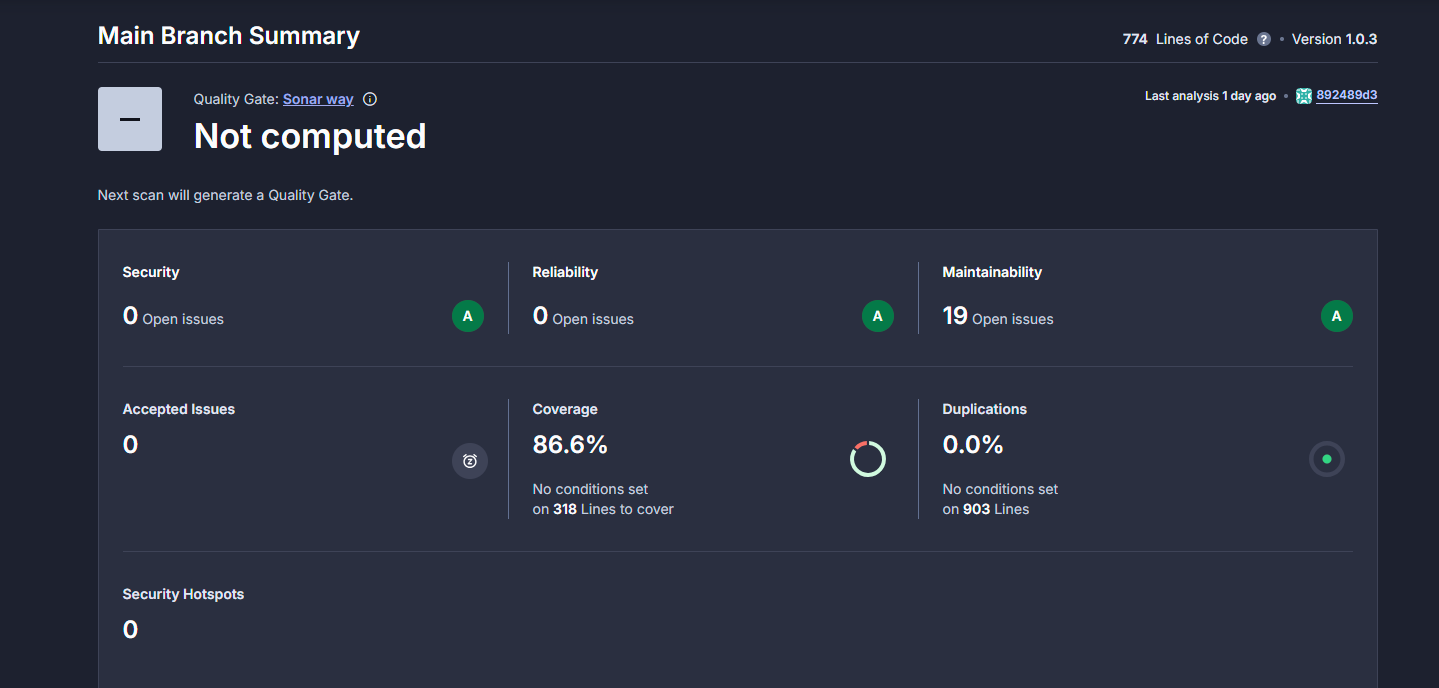 Main Branch Summary
774 Lines of Code ? • Version 1.0.3
Quality Gate: Sonar way
Last analysis 1 day ago • 892489d3
Not computed
Next scan will generate a Quality Gate.
Security
0 Open issues
A
Reliability
0 Open issues
A
Maintainability
19 Open issues
A
Accepted Issues
0
Coverage
86.6%
No conditions set
on 318 Lines to cover
Duplications
0.0%
No conditions set
on 903 Lines
Security Hotspots
0